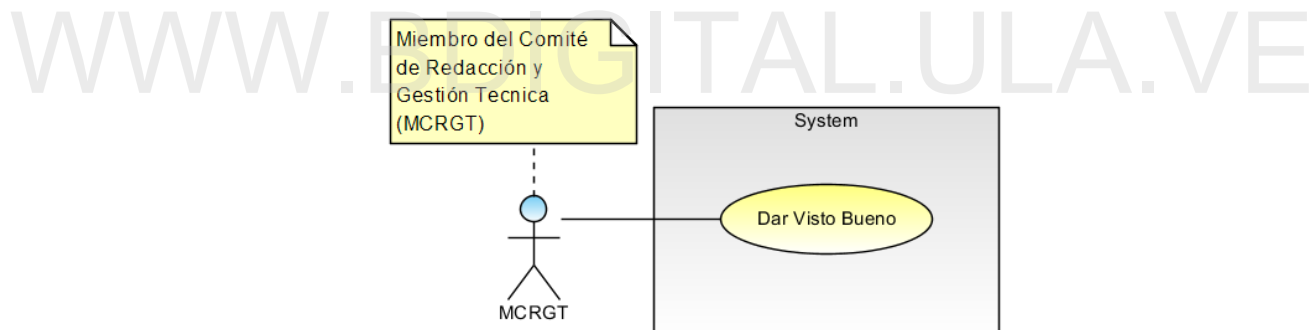 WWW.BDIGITAL.ULA.VE
Miembro del Comité
de Redacción y
Gestión Tecnica
(MCRGT)
System
Dar Visto Bueno
MCRGT